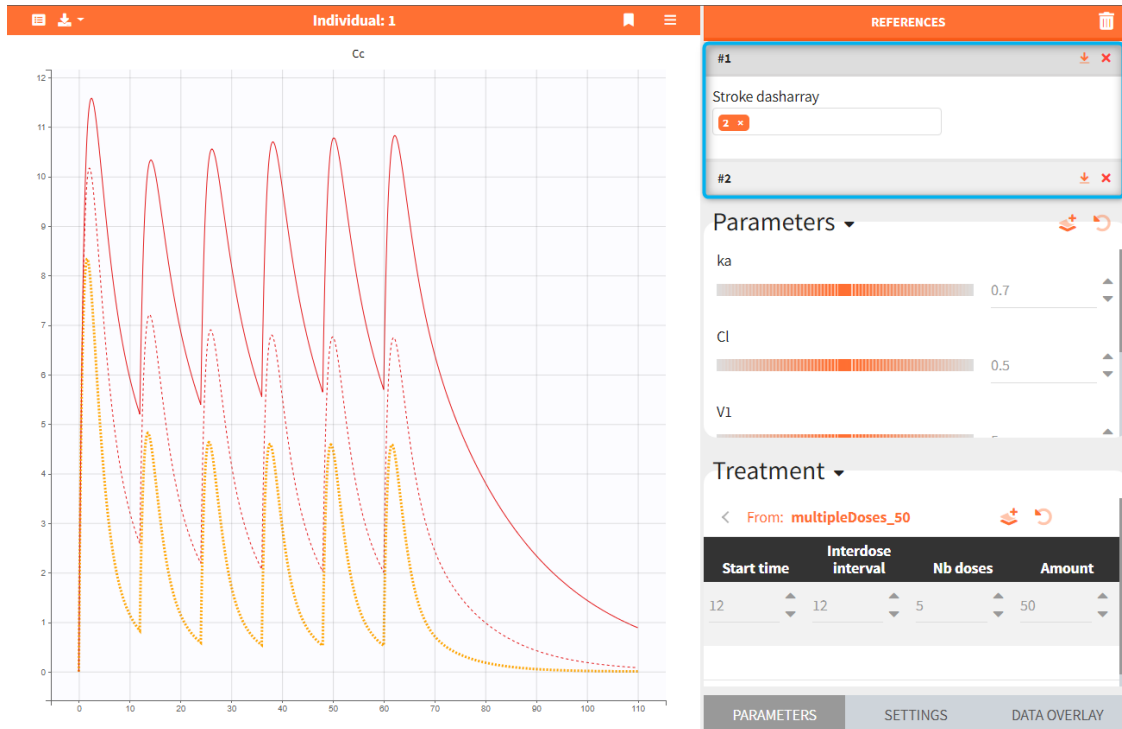 Individual: 1
Cc
12
11
10
9
8
7
6
5
4
3
2
1
0
0 10 20 30 40 50 60 70 80 90 100 110
REFERENCES
#1
Stroke dasharray
2 ×
#2
Parameters
ka
0.7
Cl
0.5
V1
Treatment
From: multipleDoses_50
Start time Interdose interval Nb doses Amount
12 12 5 50
PARAMETERS SETTINGS DATA OVERLAY